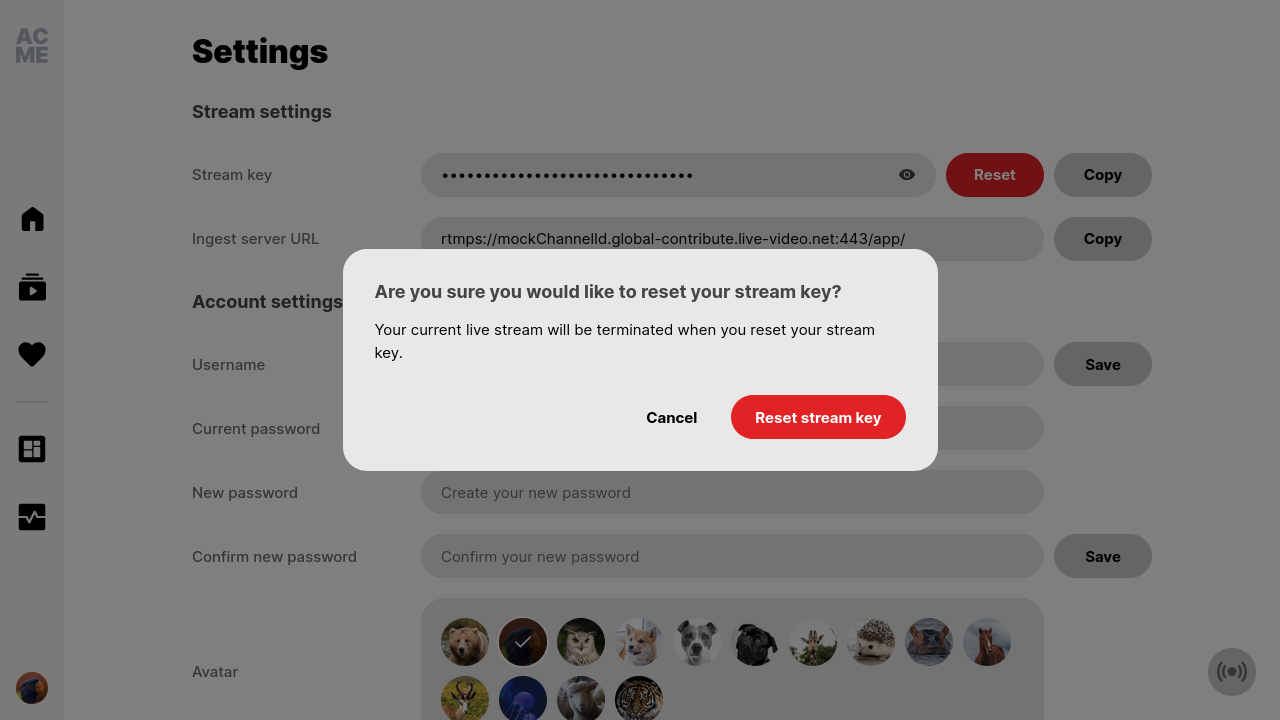 AC
ME
Settings
Stream settings
Stream key
••••••••••••••••••••••••••••••
Reset
Copy
Ingest server URL
rtmps://mockChannelId.global-contribute.live-video.net:443/app/
Copy
Are you sure you would like to reset your stream key?
Your current live stream will be terminated when you reset your stream
key.
Cancel
Reset stream key
Account settings
Username
Save
Current password
New password
Create your new password
Confirm new password
Confirm your new password
Save
Avatar